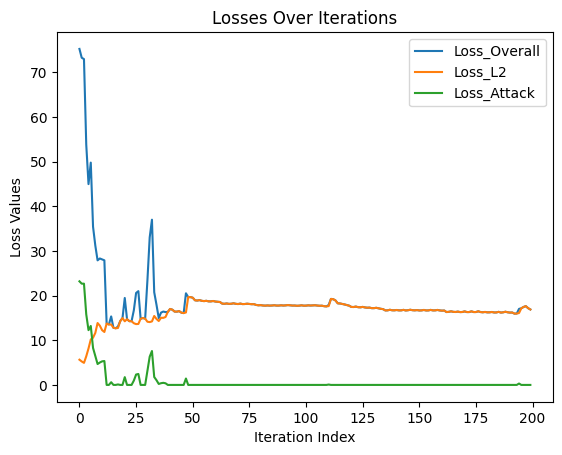 Losses Over Iterations
Loss_Overall
Loss_L2
Loss_Attack
Loss Values
70
60
50
40
30
20
10
0
0 25 50 75 100 125 150 175 200
Iteration Index